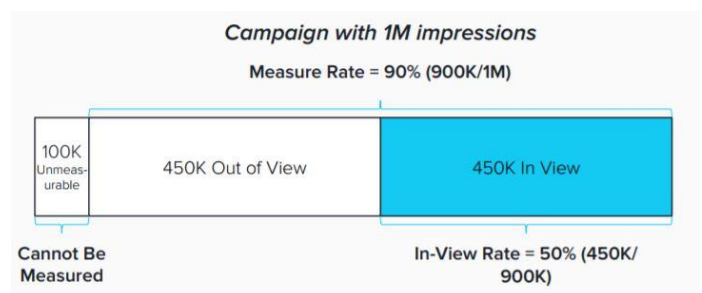 Campaign with 1M impressions
Measure Rate = 90% (900K/1M)
100K
Unmeas-
urable
450K Out of View
450K In View
Cannot Be
Measured
In-View Rate = 50% (450K/
900K)